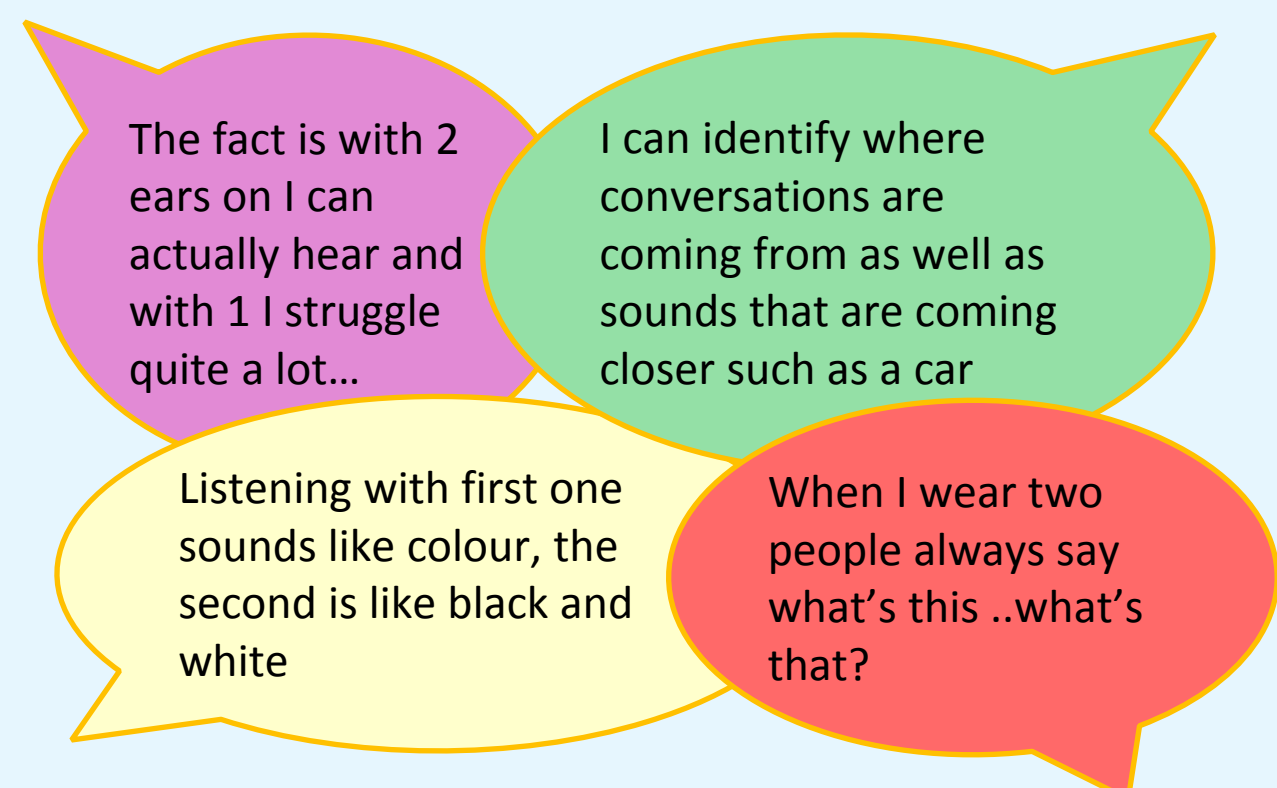 The fact is with 2
ears on I can
actually hear and
with 1 I struggle
quite a lot…
I can identify where
conversations are
coming from as well as
sounds that are coming
closer such as a car
Listening with first one
sounds like colour, the
second is like black and
white
When I wear two
people always say
what’s this ..what’s
that?